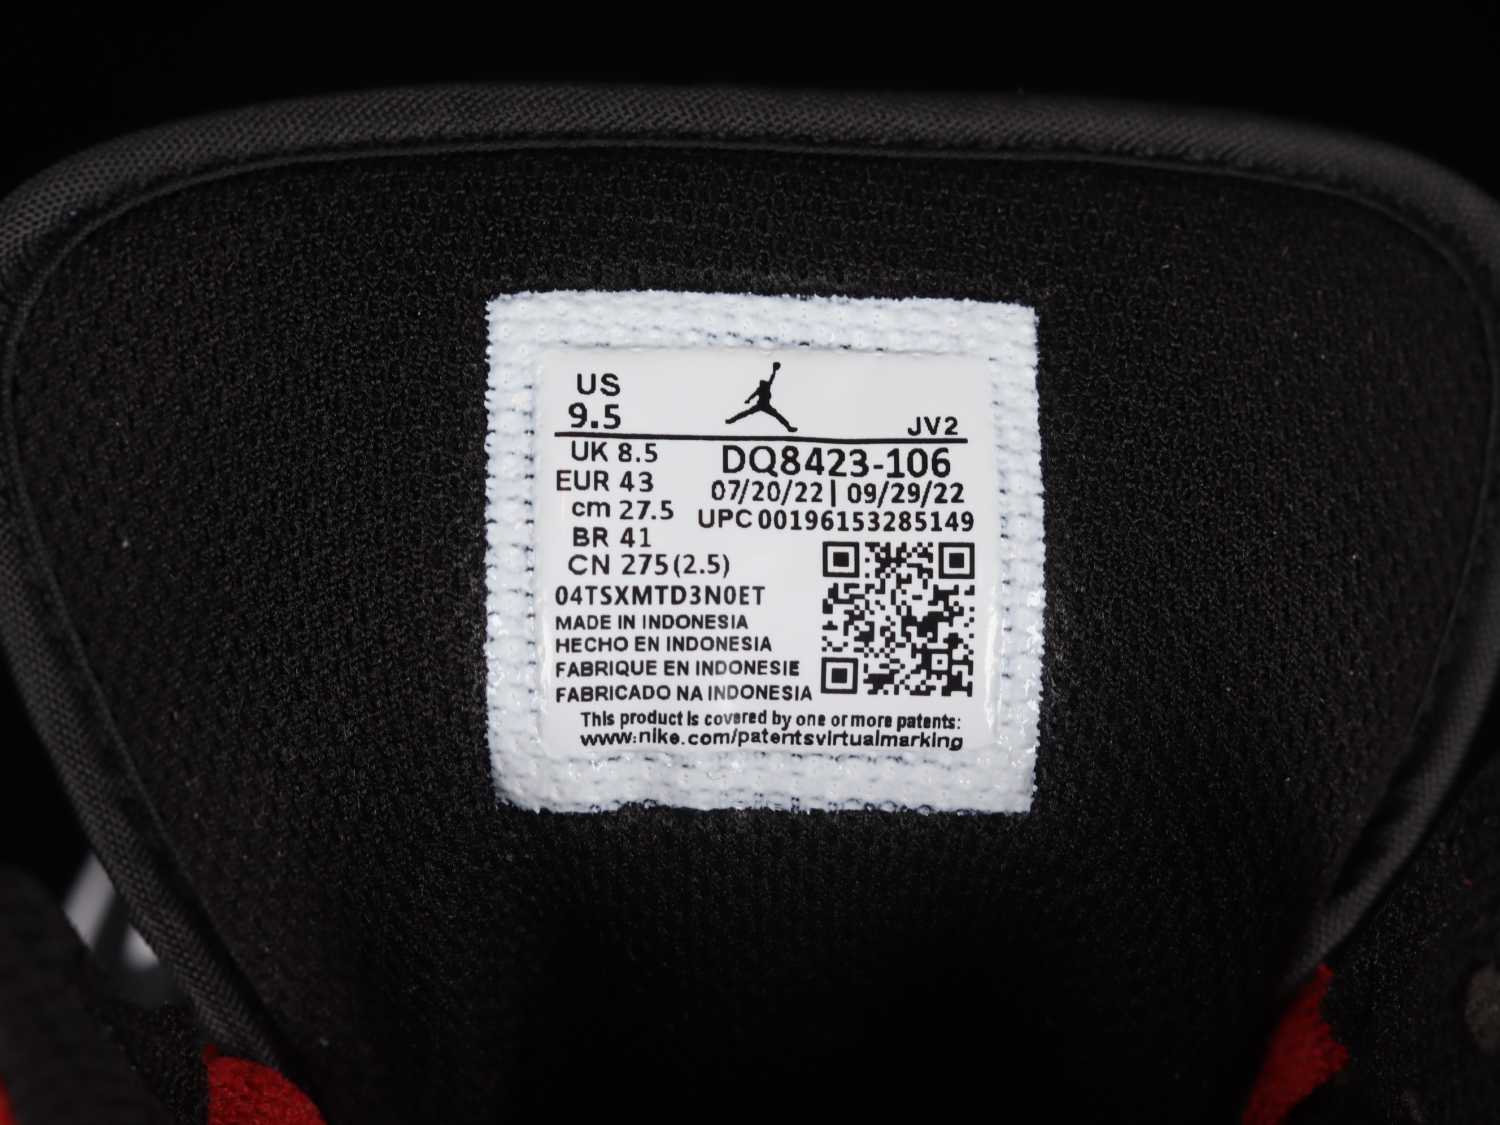 US
9.5
JV2
UK 8.5
DQ8423-106
EUR 43
07/20/22 | 09/29/22
cm 27.5
UPC 00196153285149
BR 41
CN 275(2.5)
04TSXMTD3N0ET
MADE IN INDONESIA
HECHO EN INDONESIA
FABRIQUE EN INDONESIE
FABRICADO NA INDONESIA
This product is covered by one or more patents:
www.nike.com/patentsvirtualmarking